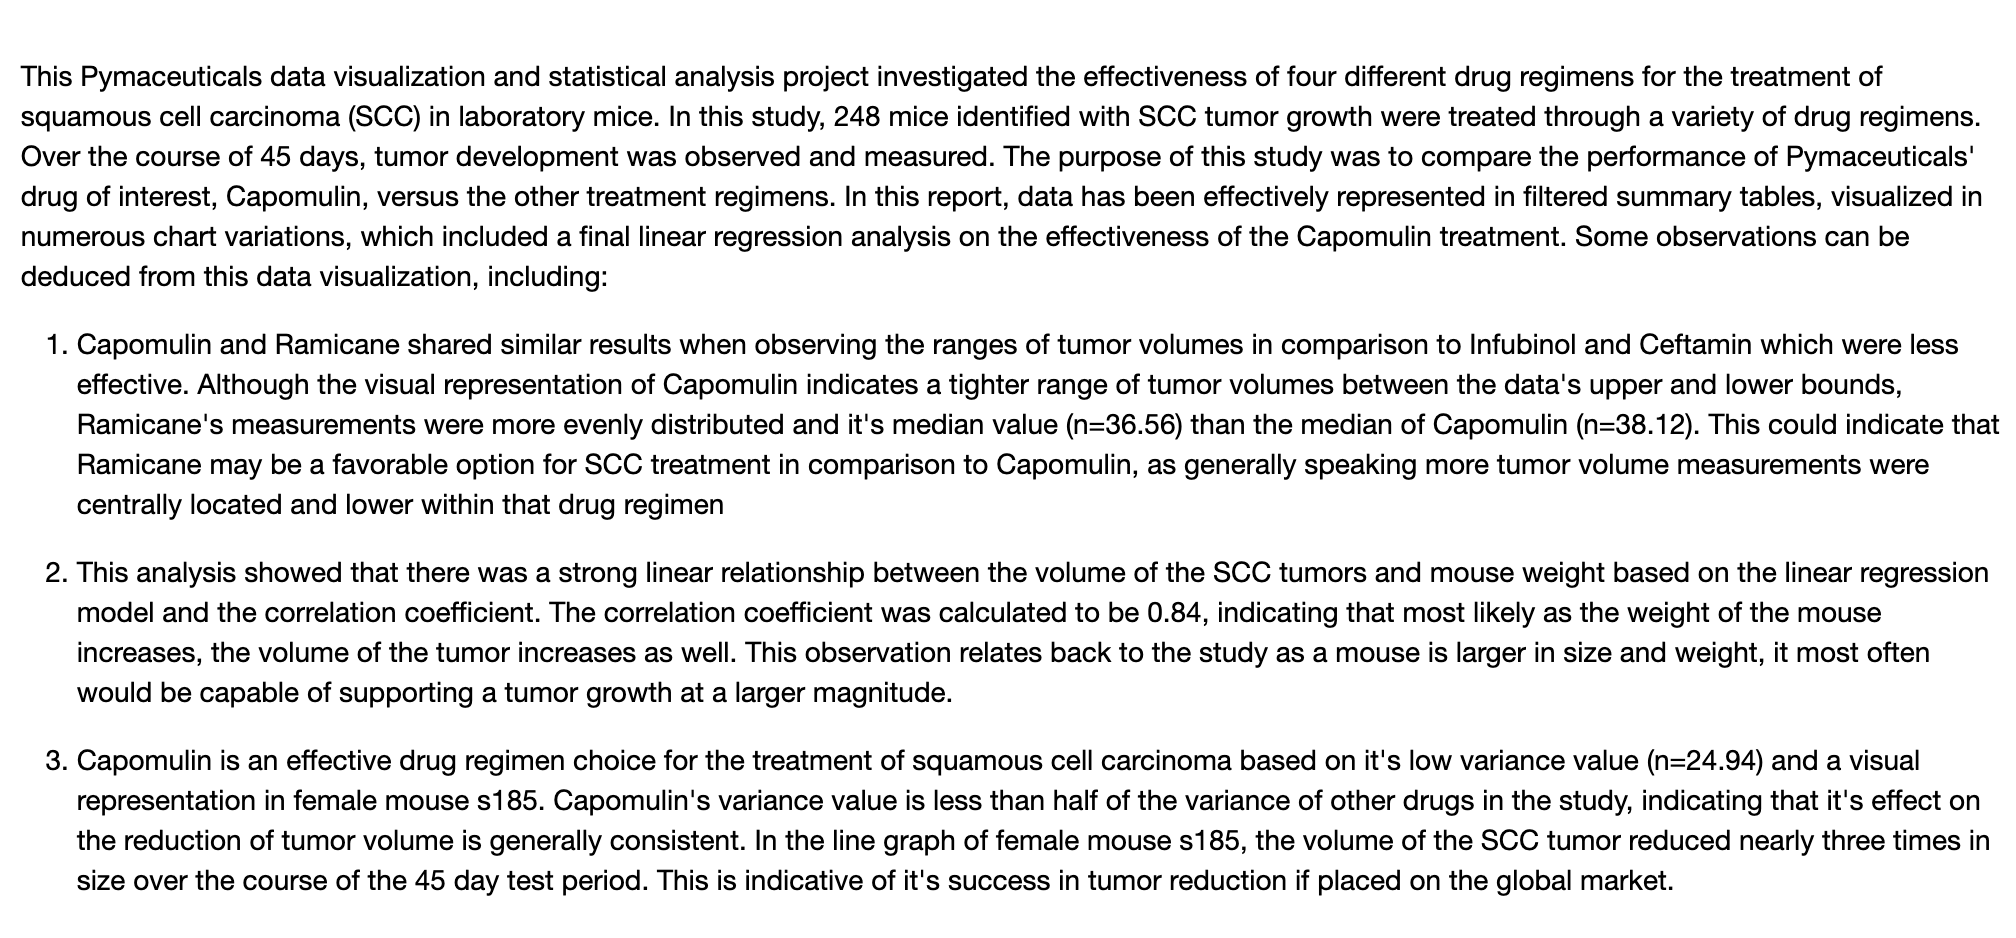 This Pymaceuticals data visualization and statistical analysis project investigated the effectiveness of four different drug regimens for the treatment of
squamous cell carcinoma (SCC) in laboratory mice. In this study, 248 mice identified with SCC tumor growth were treated through a variety of drug regimens.
Over the course of 45 days, tumor development was observed and measured. The purpose of this study was to compare the performance of Pymaceuticals'
drug of interest, Capomulin, versus the other treatment regimens. In this report, data has been effectively represented in filtered summary tables, visualized in
numerous chart variations, which included a final linear regression analysis on the effectiveness of the Capomulin treatment. Some observations can be
deduced from this data visualization, including:
1. Capomulin and Ramicane shared similar results when observing the ranges of tumor volumes in comparison to Infubinol and Ceftamin which were less
effective. Although the visual representation of Capomulin indicates a tighter range of tumor volumes between the data's upper and lower bounds,
Ramicane's measurements were more evenly distributed and it's median value (n=36.56) than the median of Capomulin (n=38.12). This could indicate that
Ramicane may be a favorable option for SCC treatment in comparison to Capomulin, as generally speaking more tumor volume measurements were
centrally located and lower within that drug regimen
2. This analysis showed that there was a strong linear relationship between the volume of the SCC tumors and mouse weight based on the linear regression
model and the correlation coefficient. The correlation coefficient was calculated to be 0.84, indicating that most likely as the weight of the mouse
increases, the volume of the tumor increases as well. This observation relates back to the study as a mouse is larger in size and weight, it most often
would be capable of supporting a tumor growth at a larger magnitude.
3. Capomulin is an effective drug regimen choice for the treatment of squamous cell carcinoma based on it's low variance value (n=24.94) and a visual
representation in female mouse s185. Capomulin's variance value is less than half of the variance of other drugs in the study, indicating that it's effect on
the reduction of tumor volume is generally consistent. In the line graph of female mouse s185, the volume of the SCC tumor reduced nearly three times in
size over the course of the 45 day test period. This is indicative of it's success in tumor reduction if placed on the global market.